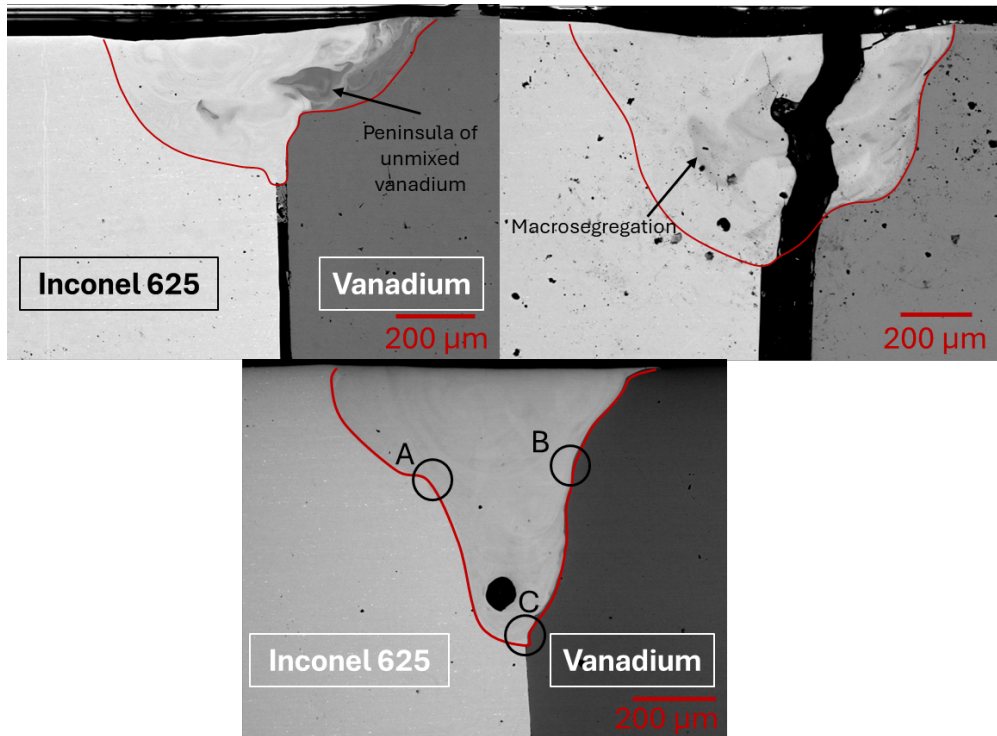 Peninsula of
unmixed
vanadium
Inconel 625
Vanadium
200 µm
Macrosegregation
200 µm
A
B
C
Inconel 625
Vanadium
200 µm